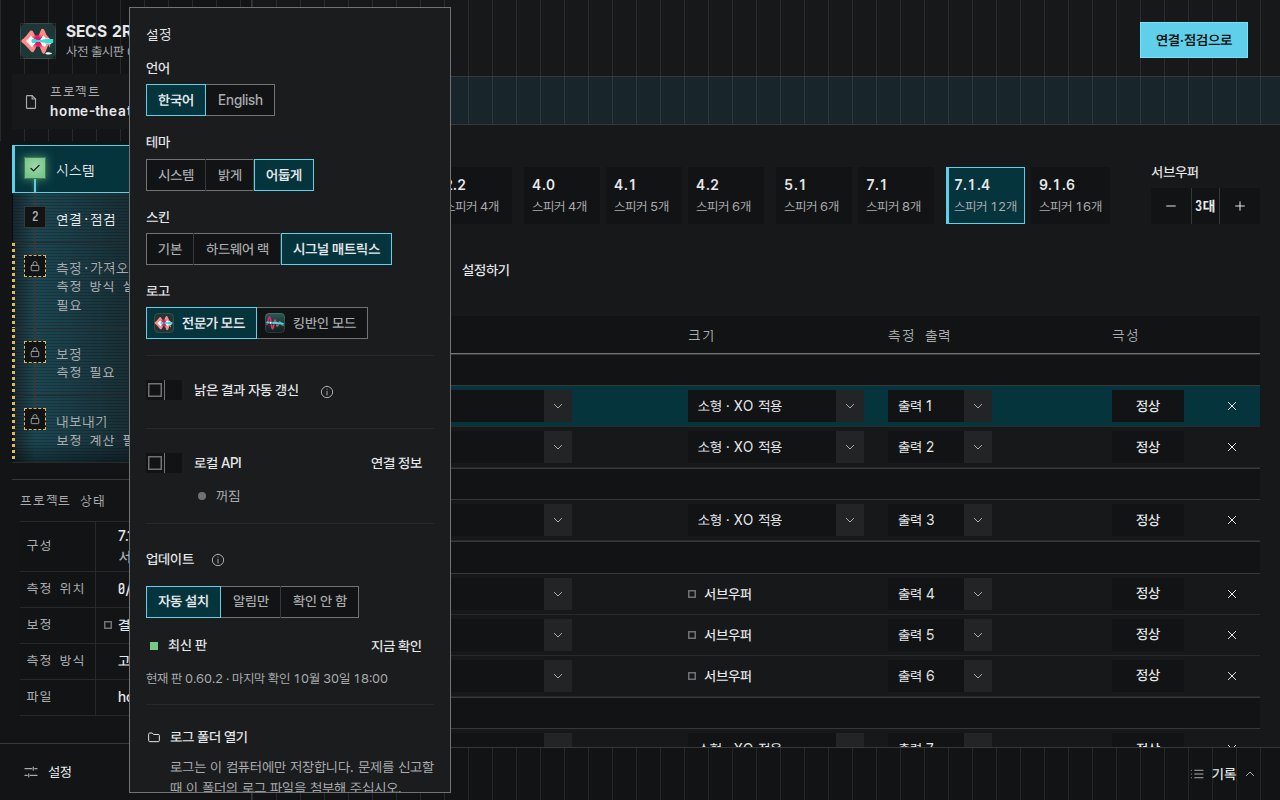 SECS 2R
사전 출시판
연결·점검으로
프로젝트
home-theat
시스템
2 연결·점검
측정·가져오
측정 방식
필요
보정
측정 필요
내보내기
보정 계산
프로젝트 상태
구성
측정 위치
보정
측정 방식
파일
설정
설정
언어
한국어 English
테마
시스템 밝게 어둡게
스킨
기본 하드웨어 랙 시그널 매트릭스
로고
전문가 모드 킹반인 모드
낡은 결과 자동 갱신
로컬 API 연결 정보
꺼짐
업데이트
자동 설치 알림만 확인 안 함
최신 판 지금 확인
현재 판 0.60.2 · 마지막 확인 10월 30일 18:00
로그 폴더 열기
로그는 이 컴퓨터에만 저장합니다. 문제를 신고할
때 이 폴더의 로그 파일을 첨부해 주십시오.
2.2 4.0 4.1 4.2 5.1 7.1 7.1.4 9.1.6
스피커 4개 스피커 4개 스피커 5개 스피커 6개 스피커 6개 스피커 8개 스피커 12개 스피커 16개
서브우퍼
3대
설정하기
크기 측정 출력 극성
소형 · XO 적용 출력 1 정상
소형 · XO 적용 출력 2 정상
소형 · XO 적용 출력 3 정상
서브우퍼 출력 4 정상
서브우퍼 출력 5 정상
서브우퍼 출력 6 정상
소형 · XO 적용 출력 7 정상
기록